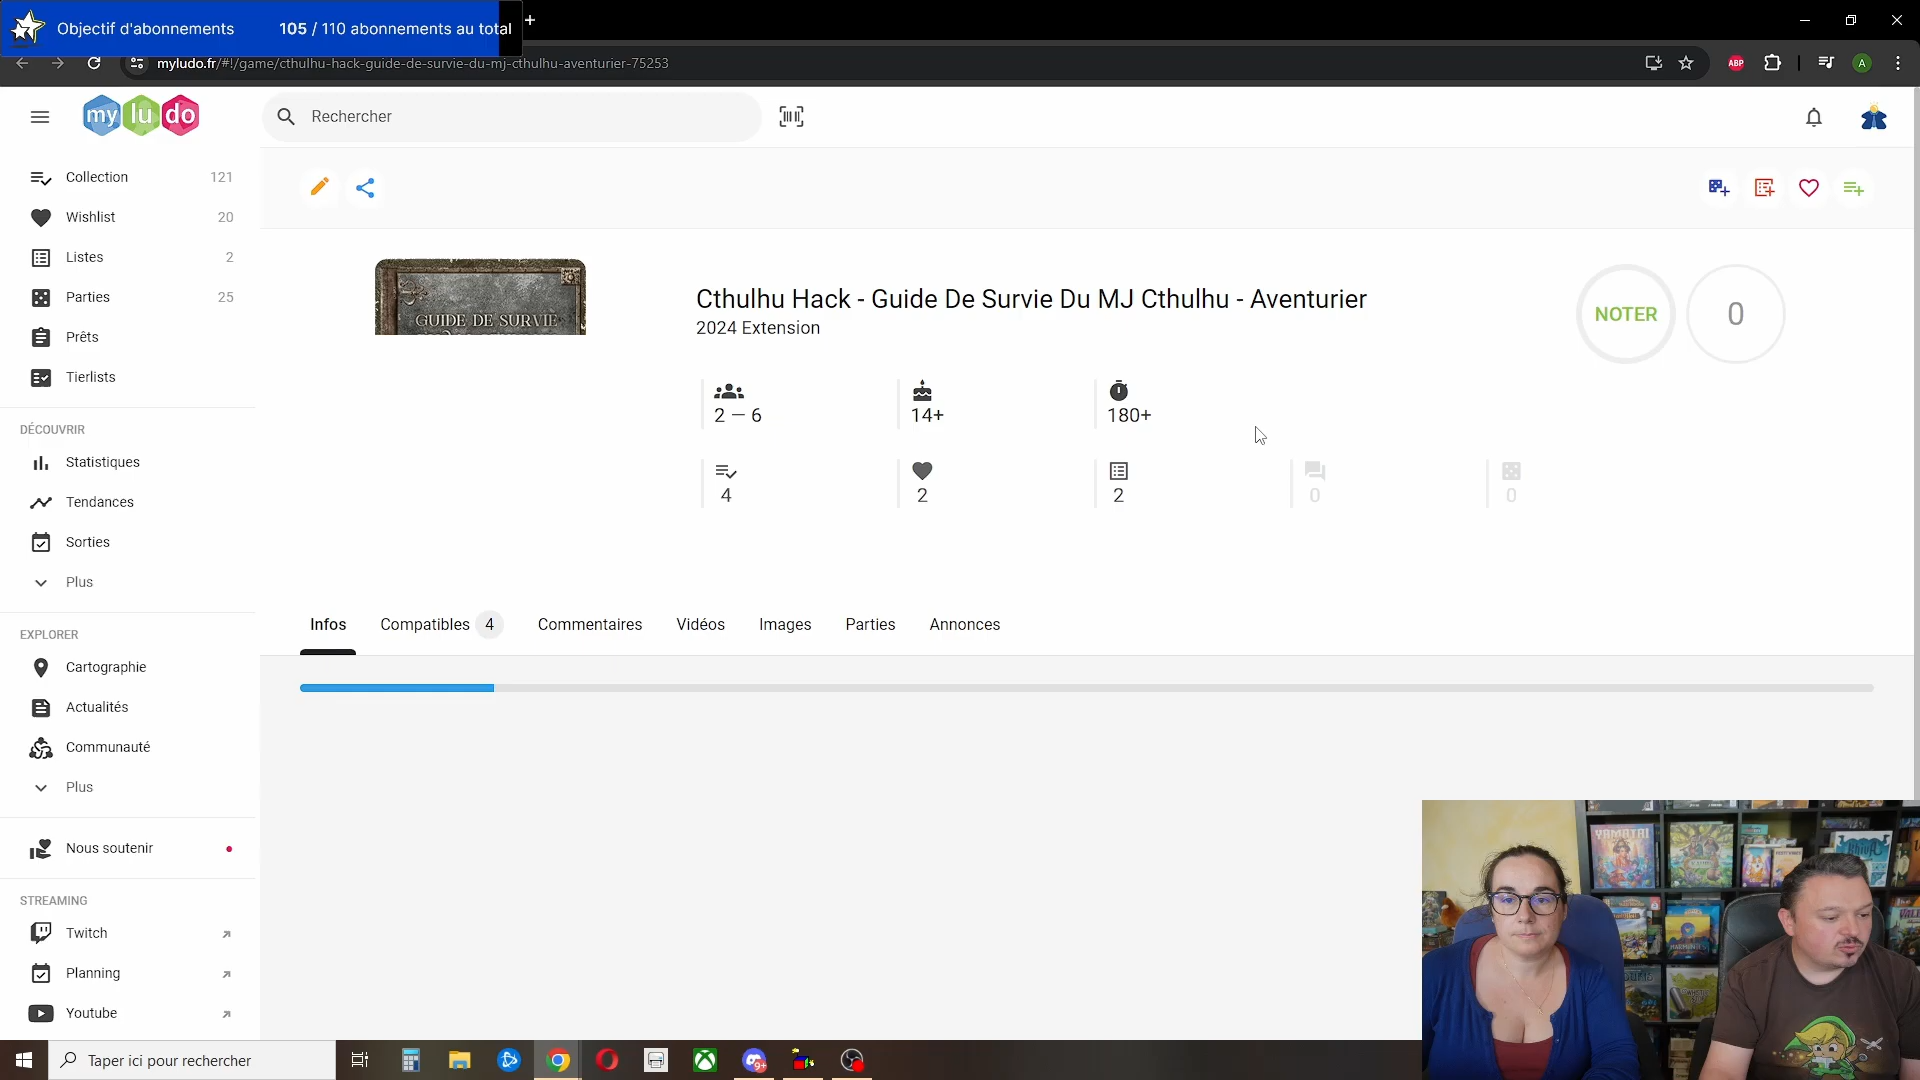 Objectif d'abonnements 105 / 110 abonnements au total
myludo.fr/#!/game/cthulhu-hack-guide-de-survie-du-mj-cthulhu-aventurier-75253
ABP
A
my lu do
Rechercher
Collection 121
Wishlist 20
Listes 2
Parties 25
Prêts
Tierlists
DÉCOUVRIR
Statistiques
Tendances
Sorties
Plus
EXPLORER
Cartographie
Actualités
Communauté
Plus
Nous soutenir
STREAMING
Twitch
Planning
Youtube
GUIDE DE SURVIE
Cthulhu Hack - Guide De Survie Du MJ Cthulhu - Aventurier
2024 Extension
NOTER
0
2 — 6
14+
180+
4
2
2
0
0
Infos Compatibles 4 Commentaires Vidéos Images Parties Annonces
YAMATAI
Taper ici pour rechercher